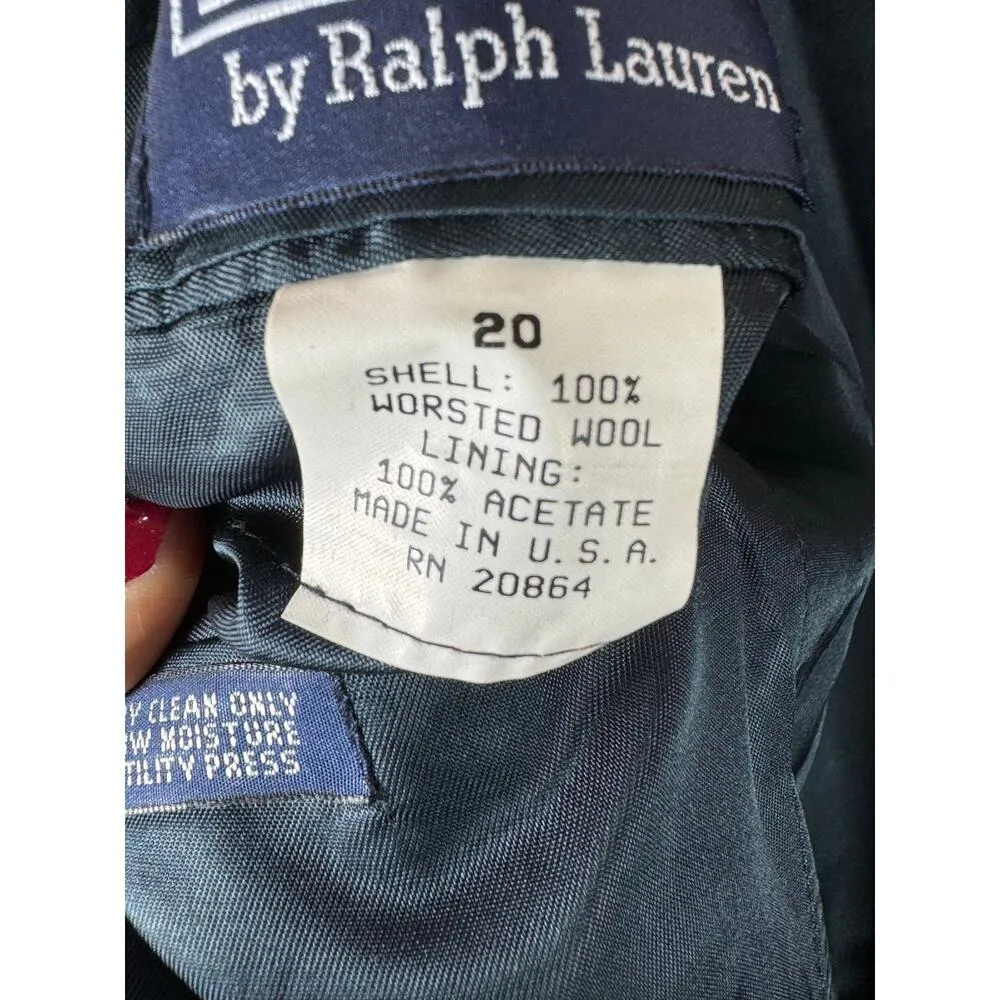 by Ralph Lauren
20
SHELL: 100%
WORSTED WOOL
LINING:
100% ACETATE
MADE IN U.S.A.
RN 20864
Y CLEAN ONLY
W MOISTURE
TILITY PRESS